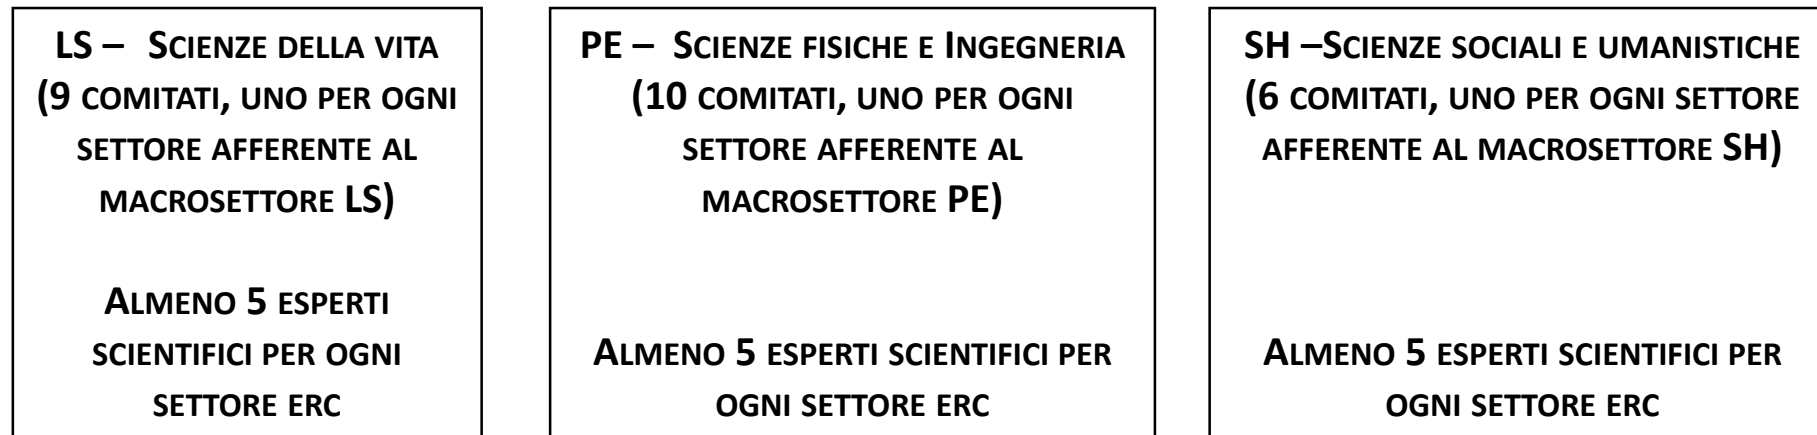 LS – SCIENZE DELLA VITA
(9 COMITATI, UNO PER OGNI
SETTORE AFFERENTE AL
MACROSETTORE LS)
ALMENO 5 ESPERTI
SCIENTIFICI PER OGNI
SETTORE ERC
PE – SCIENZE FISICHE E INGEGNERIA
(10 COMITATI, UNO PER OGNI
SETTORE AFFERENTE AL
MACROSETTORE PE)
ALMENO 5 ESPERTI SCIENTIFICI PER
OGNI SETTORE ERC
SH –SCIENZE SOCIALI E UMANISTICHE
(6 COMITATI, UNO PER OGNI SETTORE
AFFERENTE AL MACROSETTORE SH)
ALMENO 5 ESPERTI SCIENTIFICI PER
OGNI SETTORE ERC